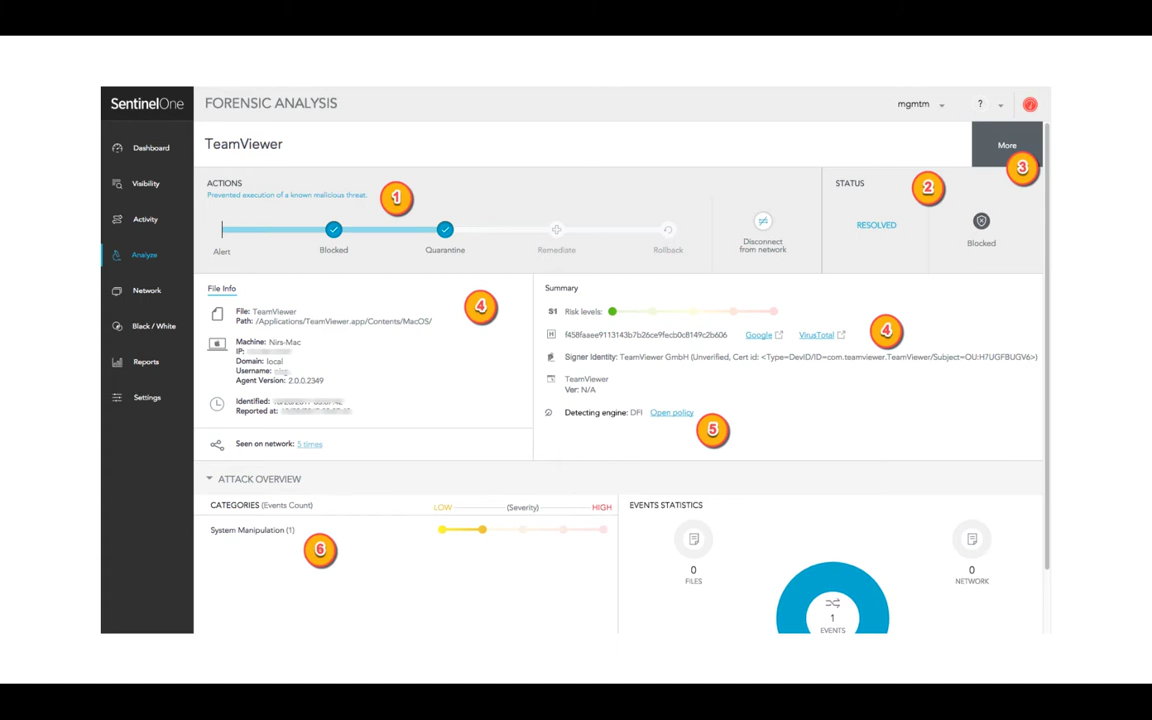 SentinelOne
FORENSIC ANALYSIS
mgmtm
?
Dashboard
Visibility
Activity
Analyze
Network
Black / White
Reports
Settings
TeamViewer
More
3
ACTIONS
Prevented execution of a known malicious threat.
1
Alert
Blocked
Quarantine
Remediate
Rollback
Disconnect
from network
STATUS
2
RESOLVED
Blocked
File Info
4
File: TeamViewer
Path: /Applications/TeamViewer.app/Contents/MacOS/
Machine: Nirs-Mac
IP:
Domain: local
Username:
Agent Version: 2.0.0.2349
Identified:
Reported at:
Seen on network: 5 times
Summary
S1 Risk levels:
H f458faaee9113143b7b26ce9fecb0c8149c2b606 Google VirusTotal
4
Signer Identity: TeamViewer GmbH (Unverified, Cert id: <Type=DevID/ID=com.teamviewer.TeamViewer/Subject=OU:H7UGFBUGV6>)
TeamViewer
Ver: N/A
Detecting engine: DFI Open policy
5
ATTACK OVERVIEW
CATEGORIES (Events Count) LOW (Severity) HIGH
System Manipulation (1)
6
EVENTS STATISTICS
0
FILES
1
EVENTS
0
NETWORK